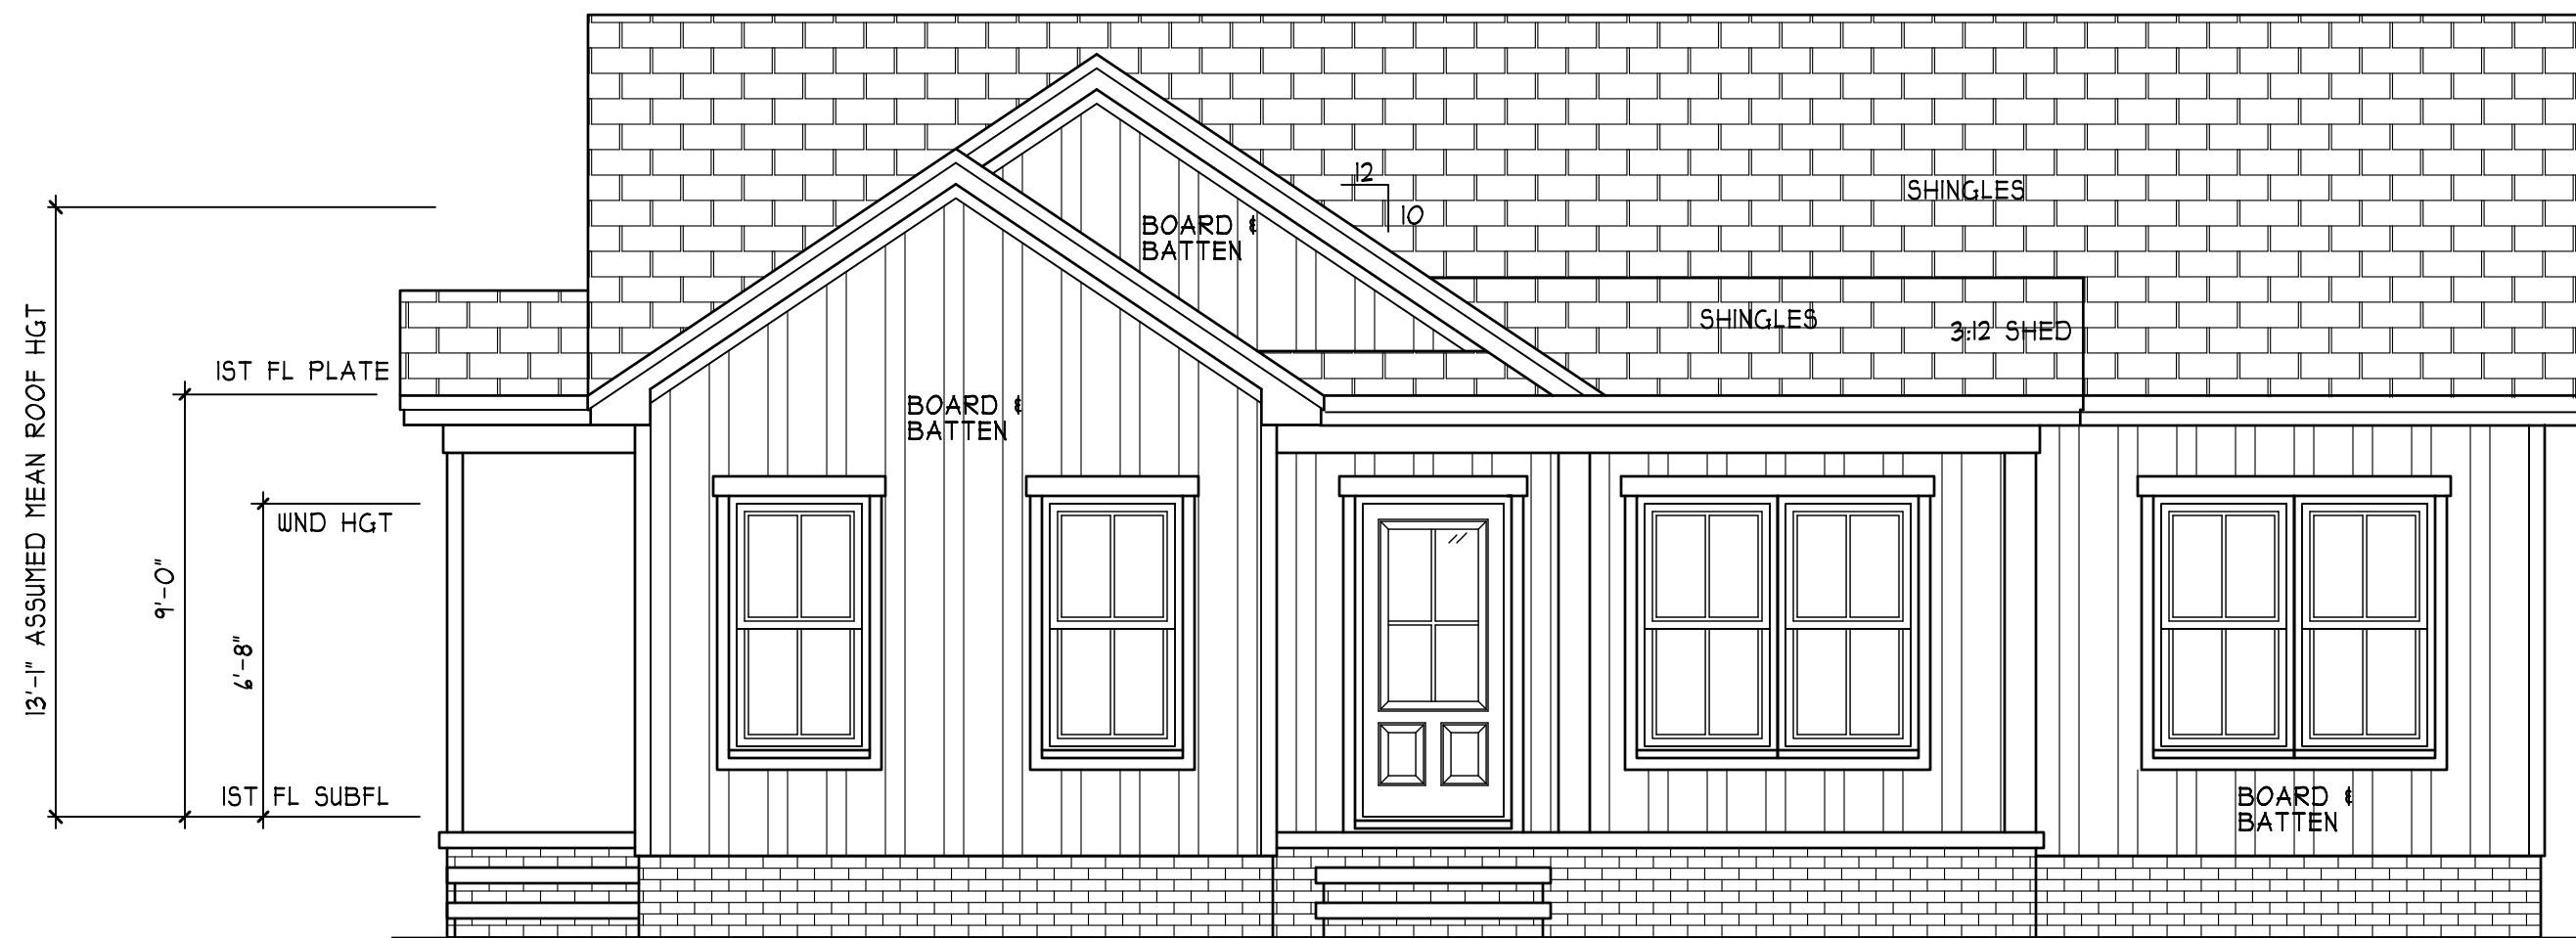 12
10
SHINGLES
BOARD &
BATTEN
SHINGLES
3:12 SHED
13'-1" ASSUMED MEAN ROOF HGT
1ST FL PLATE
BOARD &
BATTEN
WND HGT
9'-0"
6'-8"
1ST FL SUBFL
BOARD &
BATTEN